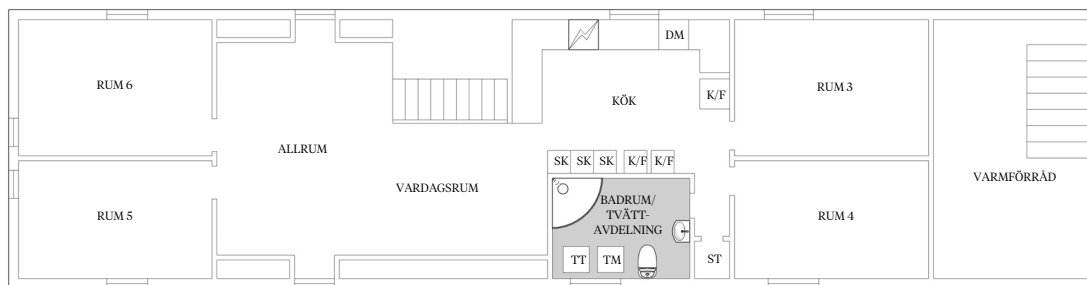 DM
RUM 6
K/F
RUM 3
KÖK
ALLRUM
SK SK SK K/F K/F
VARDAGSRUM
VARMFÖRRÅD
BADRUM/
TVÄTT-
AVDELNING
RUM 5
RUM 4
TT TM
ST